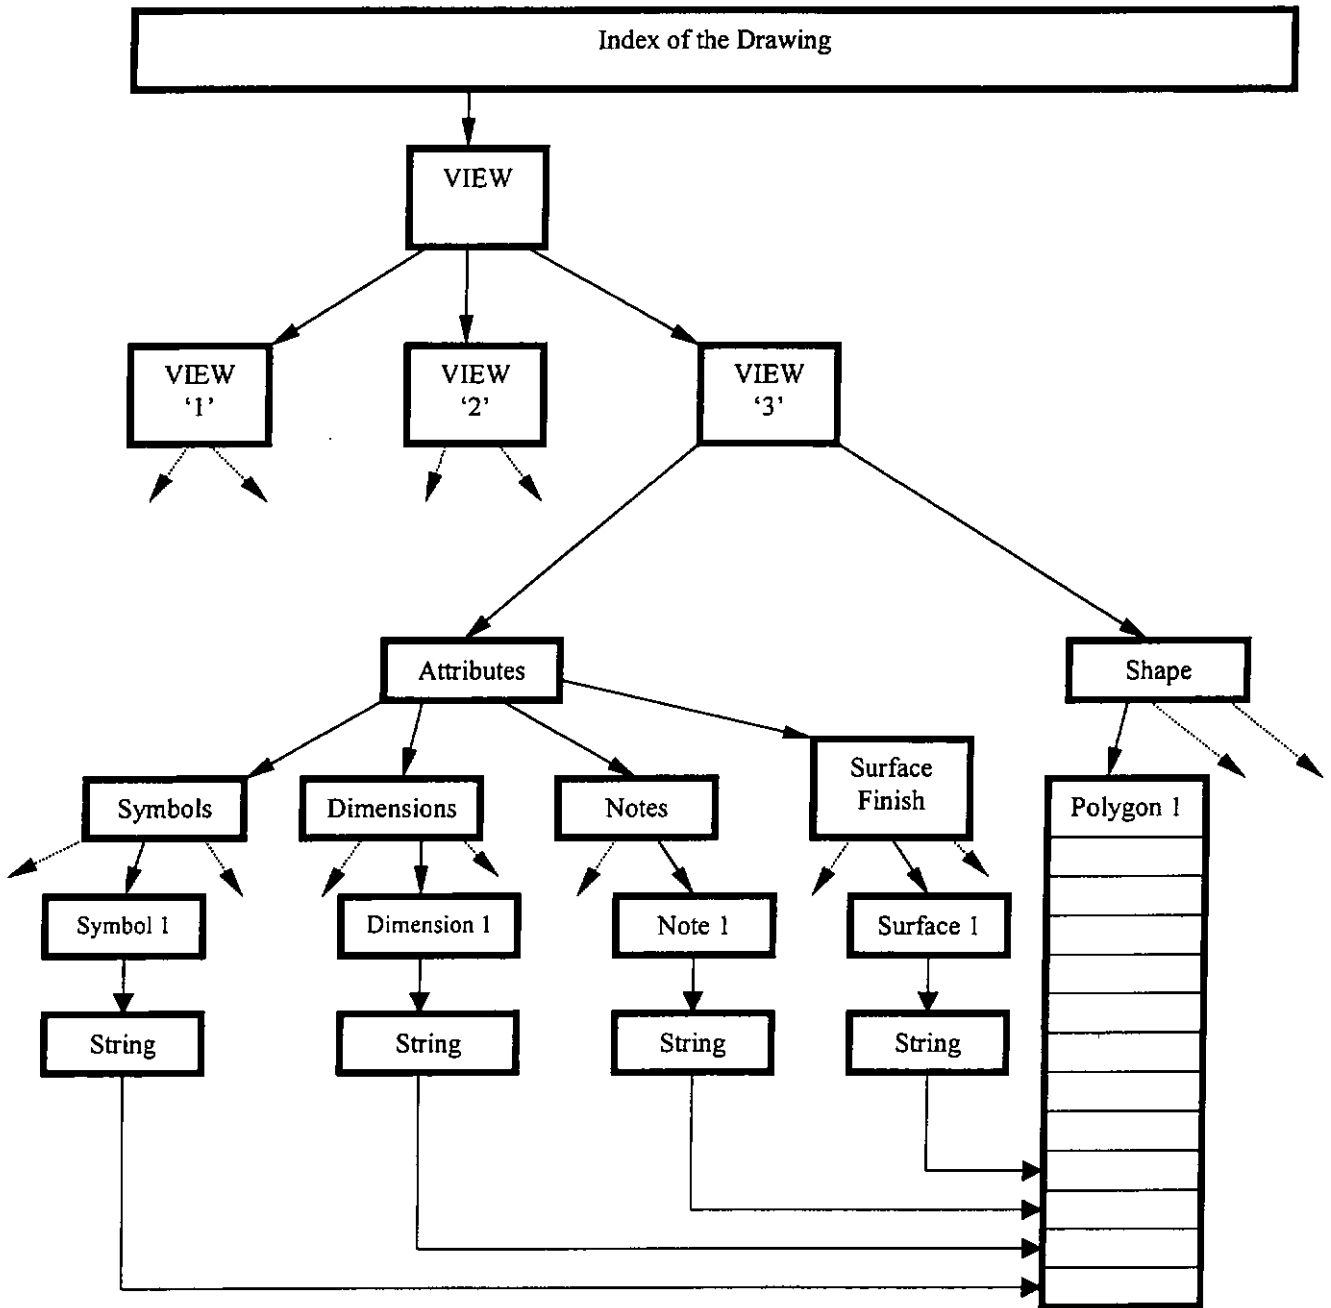 Index of the Drawing
VIEW
VIEW
‘1’
VIEW
‘2’
VIEW
‘3’
Attributes
Shape
Symbols
Dimensions
Notes
Surface
Finish
Polygon 1
Symbol 1
Dimension 1
Note 1
Surface 1
String
String
String
String